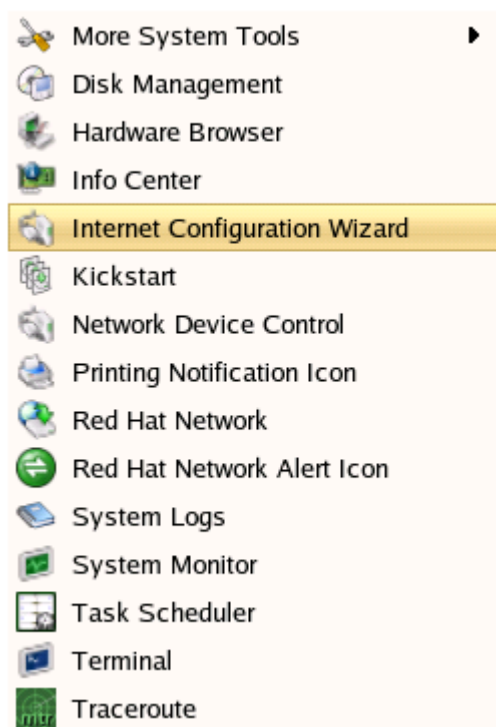 More System Tools
Disk Management
Hardware Browser
Info Center
Internet Configuration Wizard
Kickstart
Network Device Control
Printing Notification Icon
Red Hat Network
Red Hat Network Alert Icon
System Logs
System Monitor
Task Scheduler
Terminal
mtr Traceroute